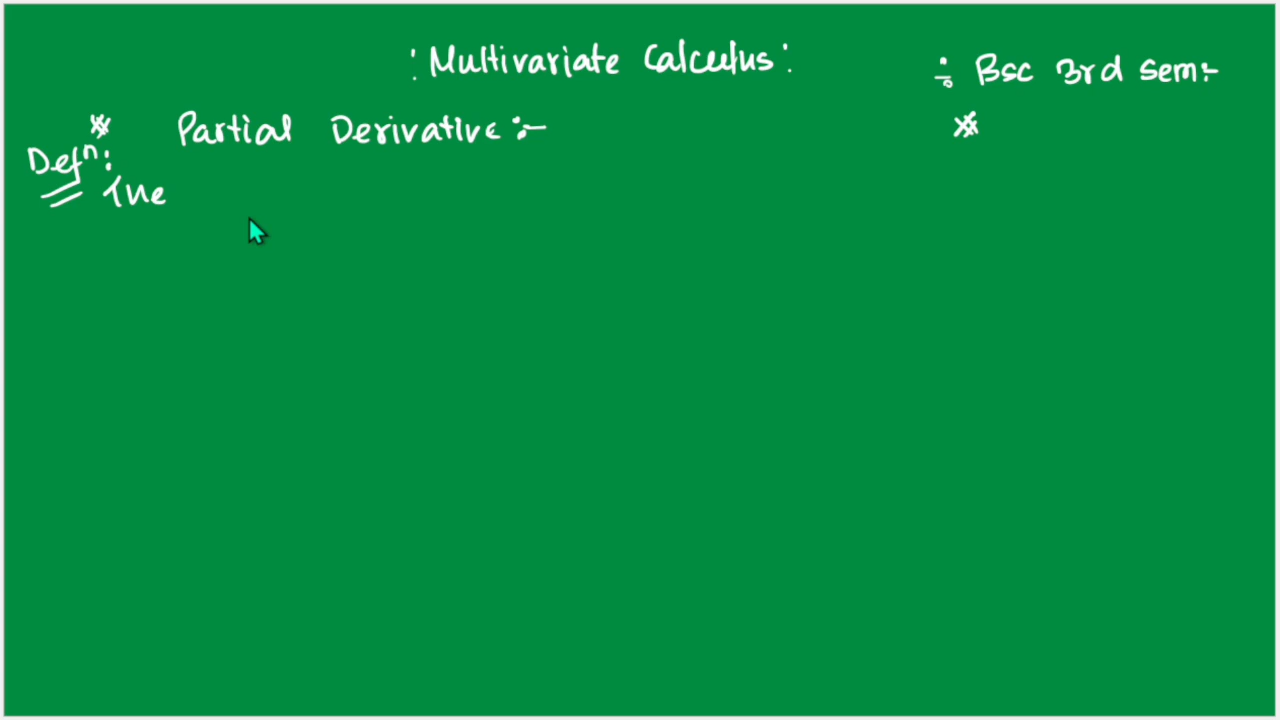 : Multivariate Calculus :
÷ Bsc 3rd sem:-
* Partial Derivative :- *
Defⁿ:
The